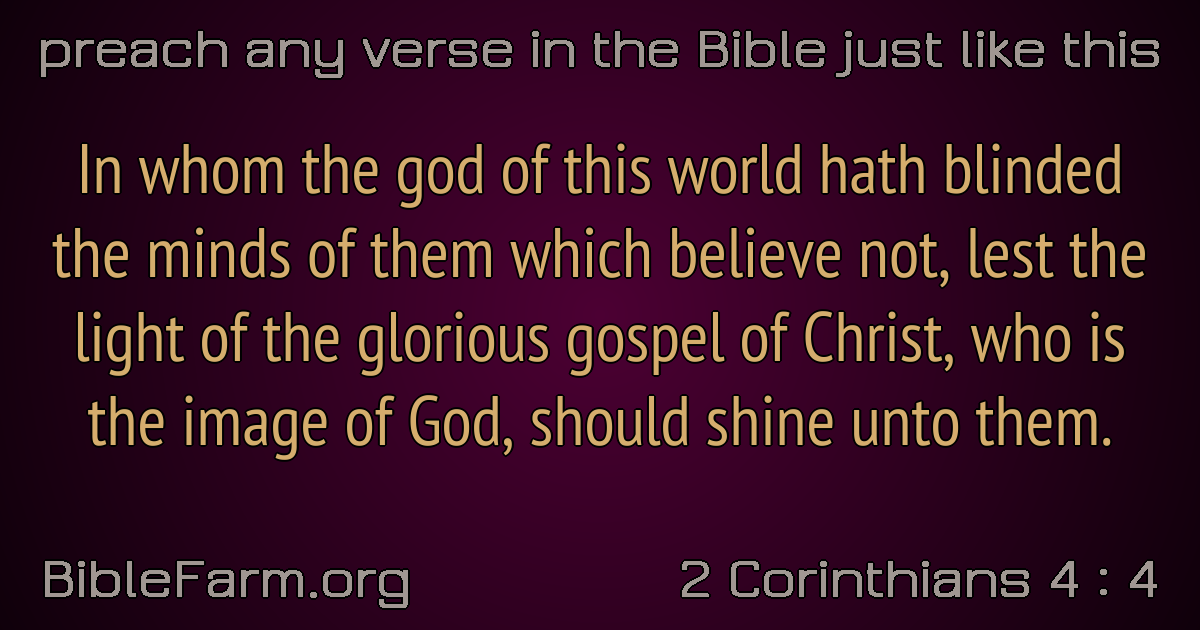 preach any verse in the Bible just like this
In whom the god of this world hath blinded
the minds of them which believe not, lest the
light of the glorious gospel of Christ, who is
the image of God, should shine unto them.
BibleFarm.org
2 Corinthians 4 : 4